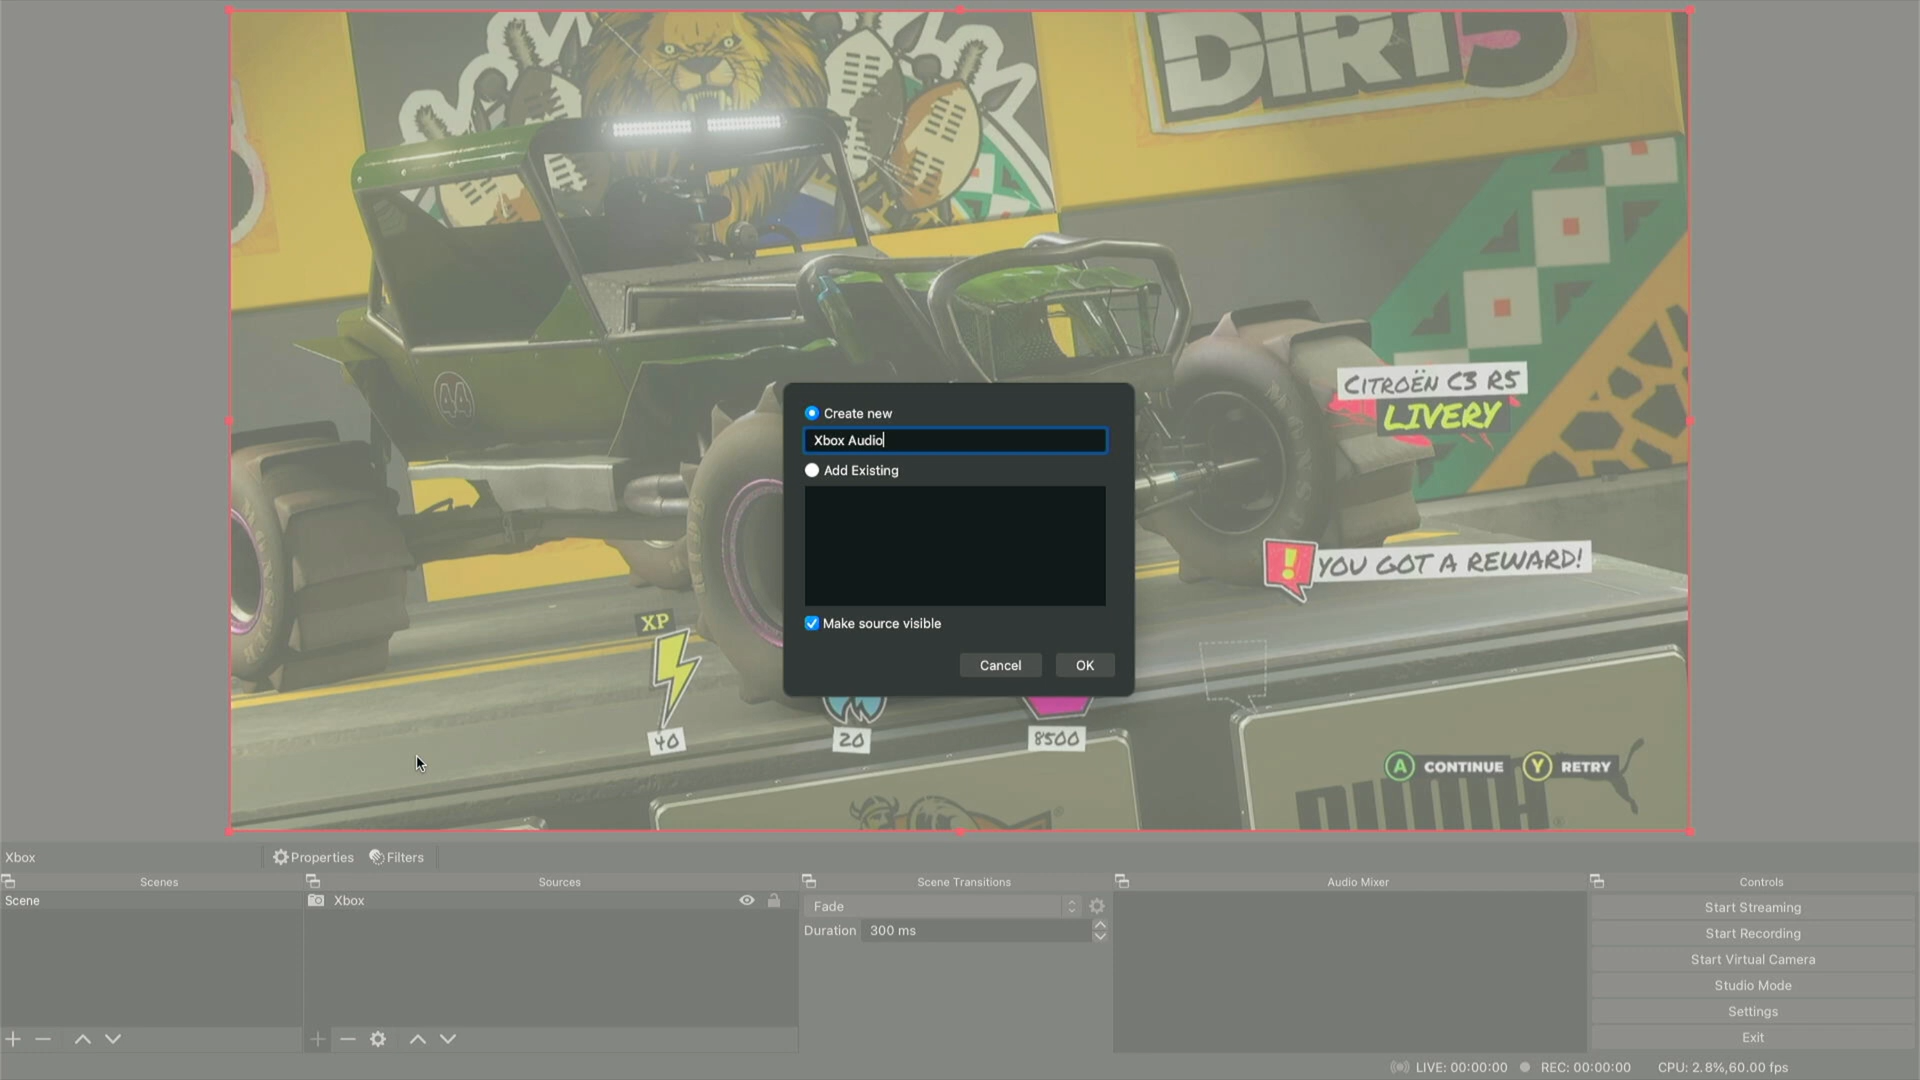 DIRT 5
44
CITROËN C3 R5
LIVERY
Create new
Xbox Audio
Add Existing
YOU GOT A REWARD!
Make source visible
XP
Cancel
OK
40
20
8500
A CONTINUE Y RETRY
PUMA
Xbox
Properties
Filters
Scenes
Sources
Scene Transitions
Audio Mixer
Controls
Scene
Xbox
Fade
Duration 300 ms
Start Streaming
Start Recording
Start Virtual Camera
Studio Mode
Settings
Exit
LIVE: 00:00:00
REC: 00:00:00
CPU: 2.8%,60.00 fps